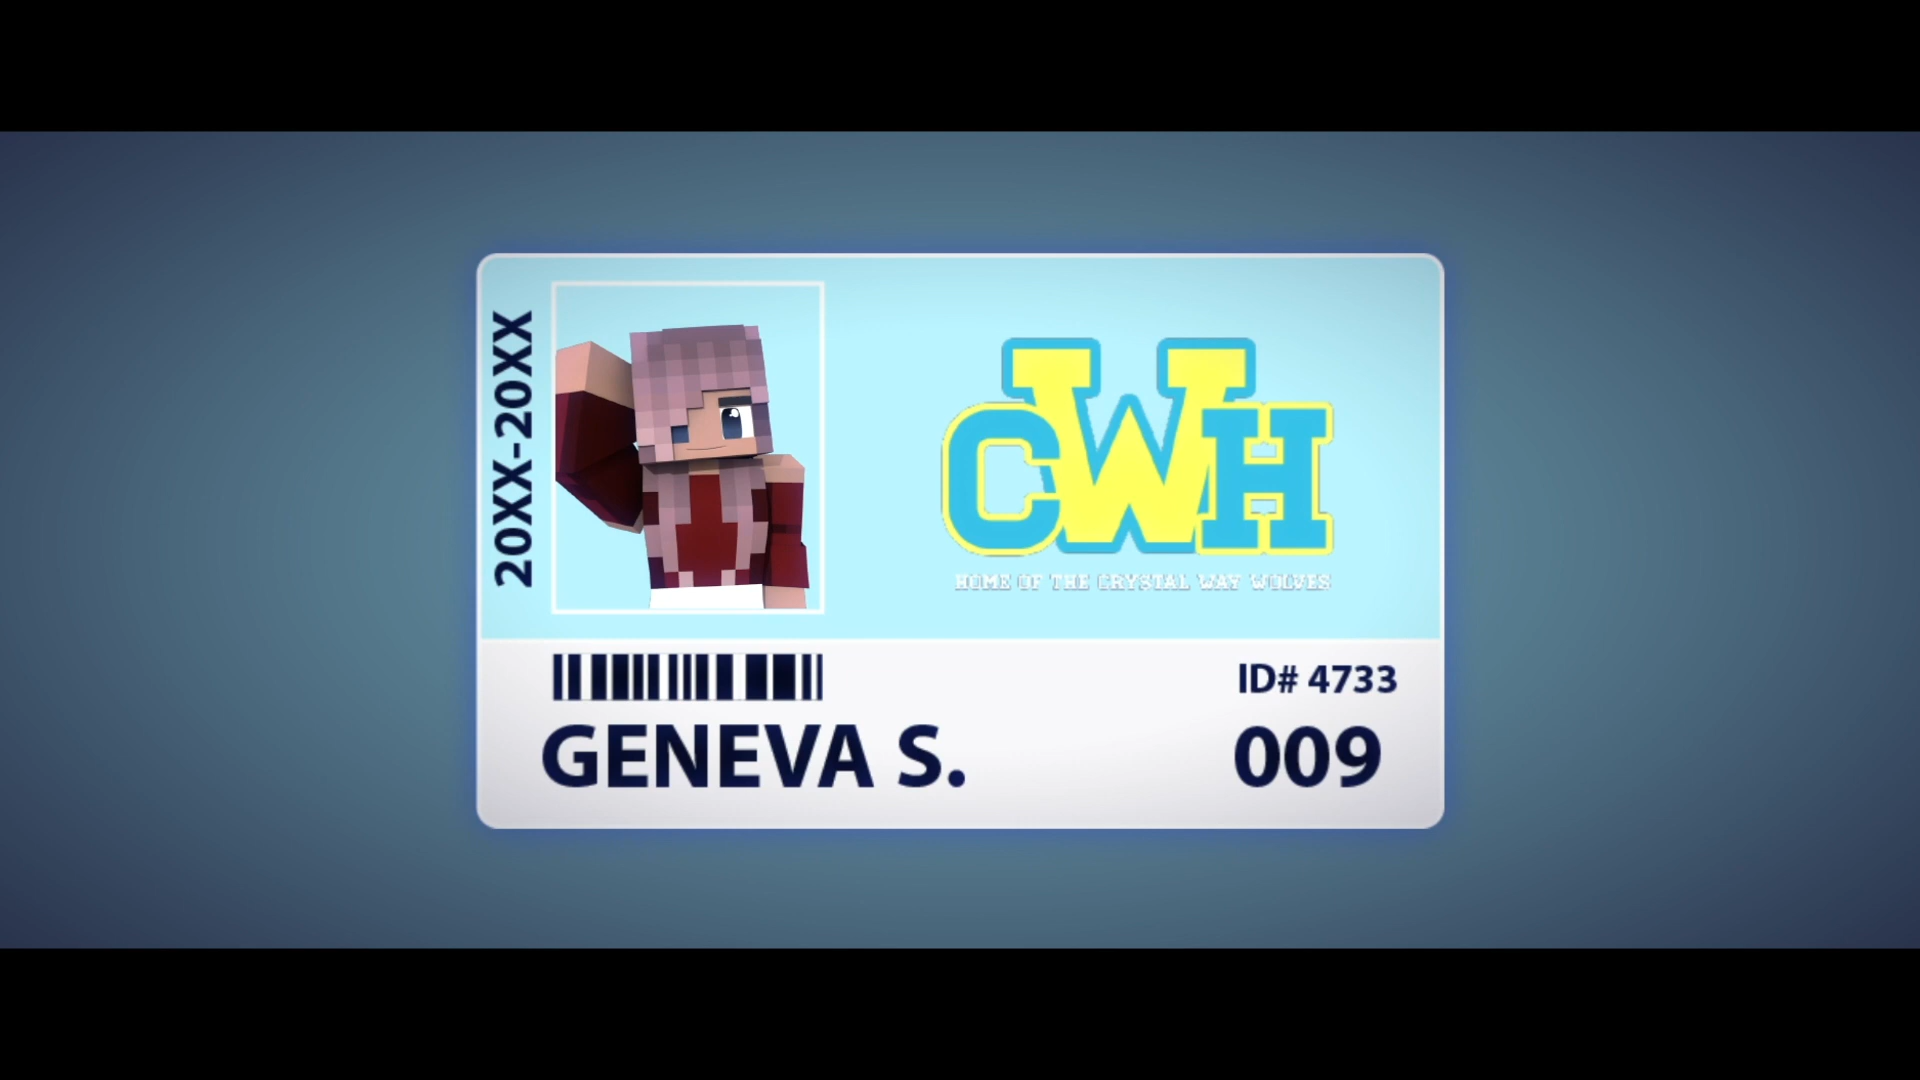 20XX-20XX
CWH
HOME OF THE CRYSTAL WAY WOLVES
ID# 4733
GENEVA S.
009